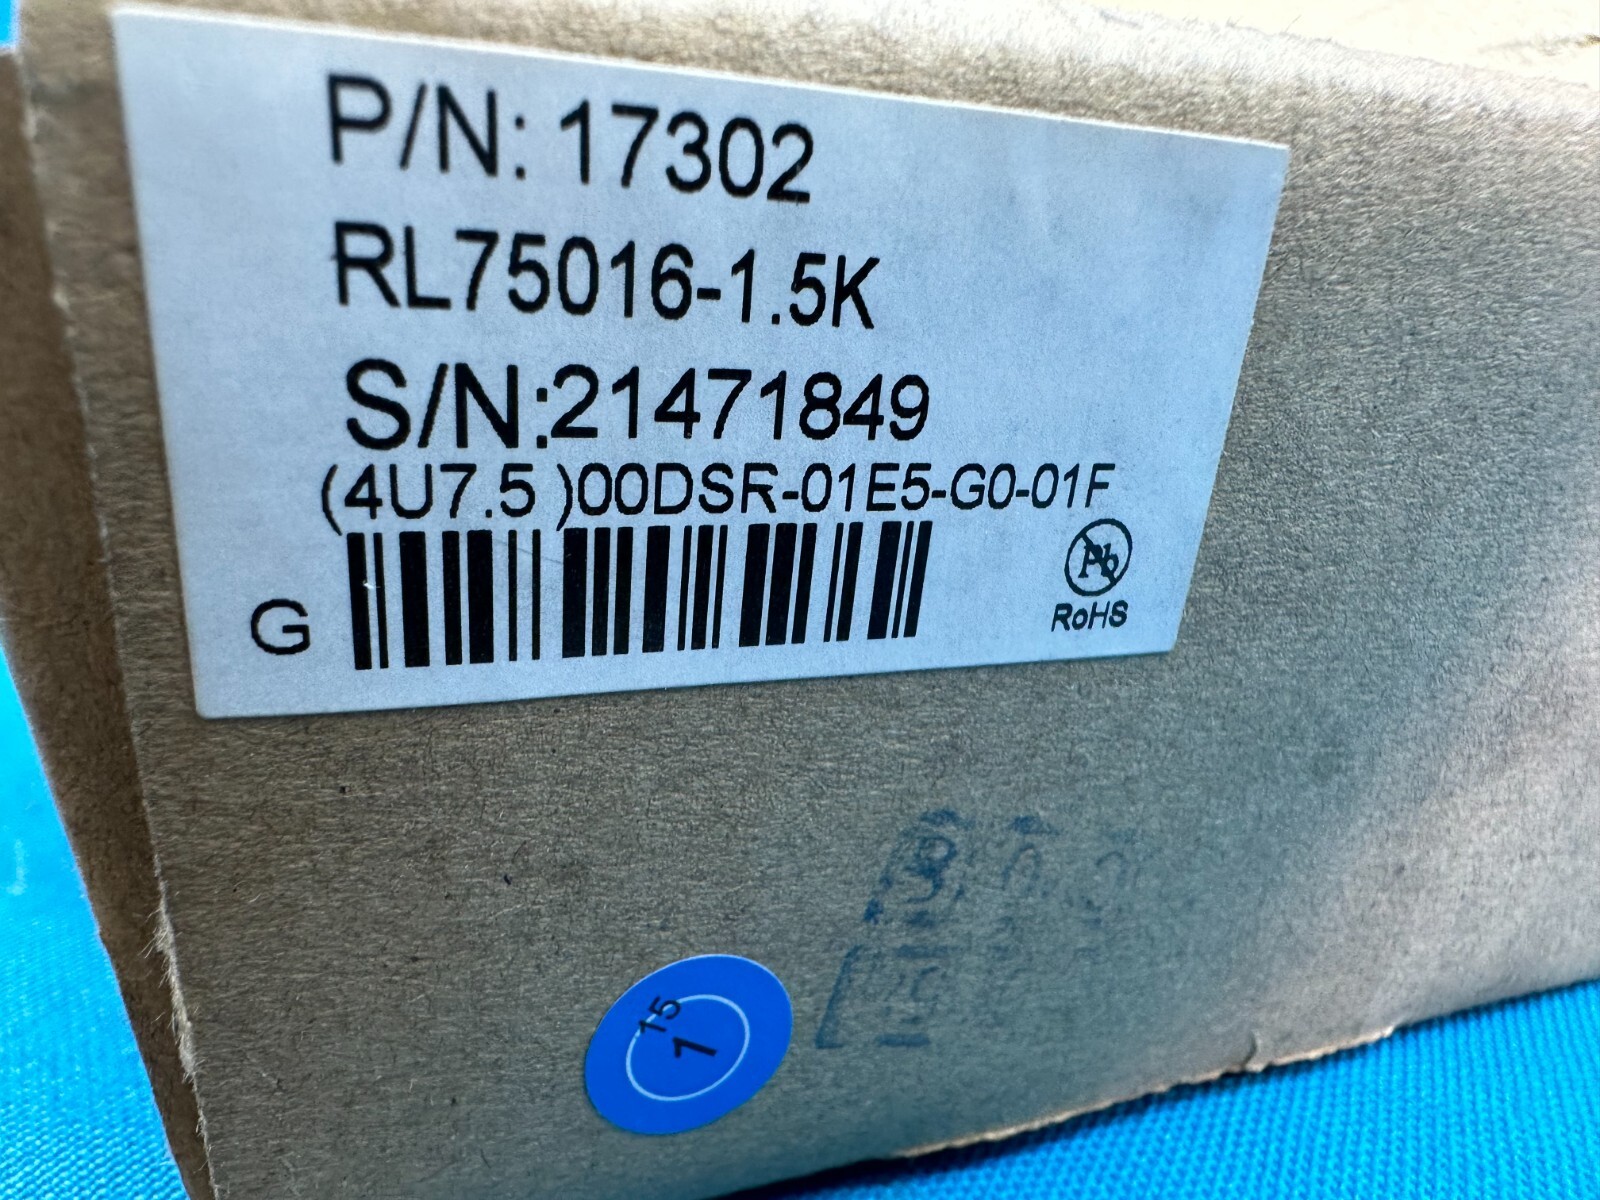 P/N: 17302
RL75016-1.5K
S/N:21471849
(4U7.5 )00DSR-01E5-G0-01F
G
Pb
RoHS
15
1